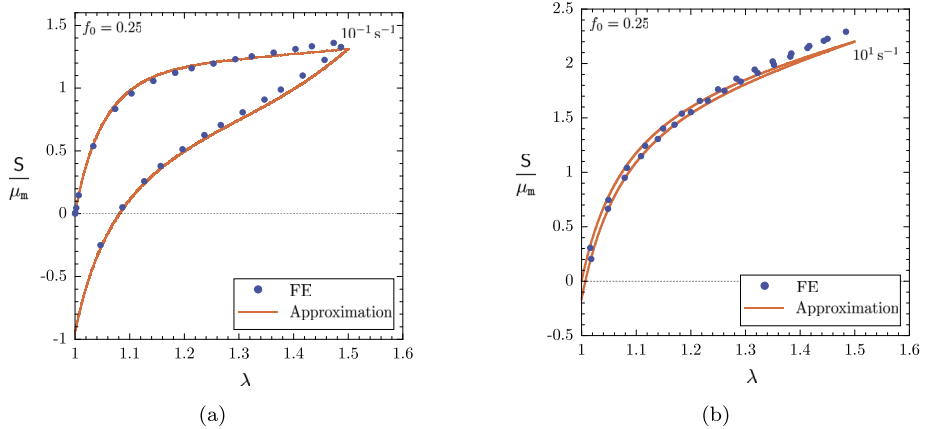 f₀ = 0.25
10⁻¹ s⁻¹
1.5
1
0.5
0
-0.5
-1
S
μₘ
FE
Approximation
1 1.1 1.2 1.3 1.4 1.5 1.6
λ
(a)
f₀ = 0.25
10¹ s⁻¹
2.5
2
1.5
1
0.5
0
-0.5
S
μₘ
FE
Approximation
1 1.1 1.2 1.3 1.4 1.5 1.6
λ
(b)